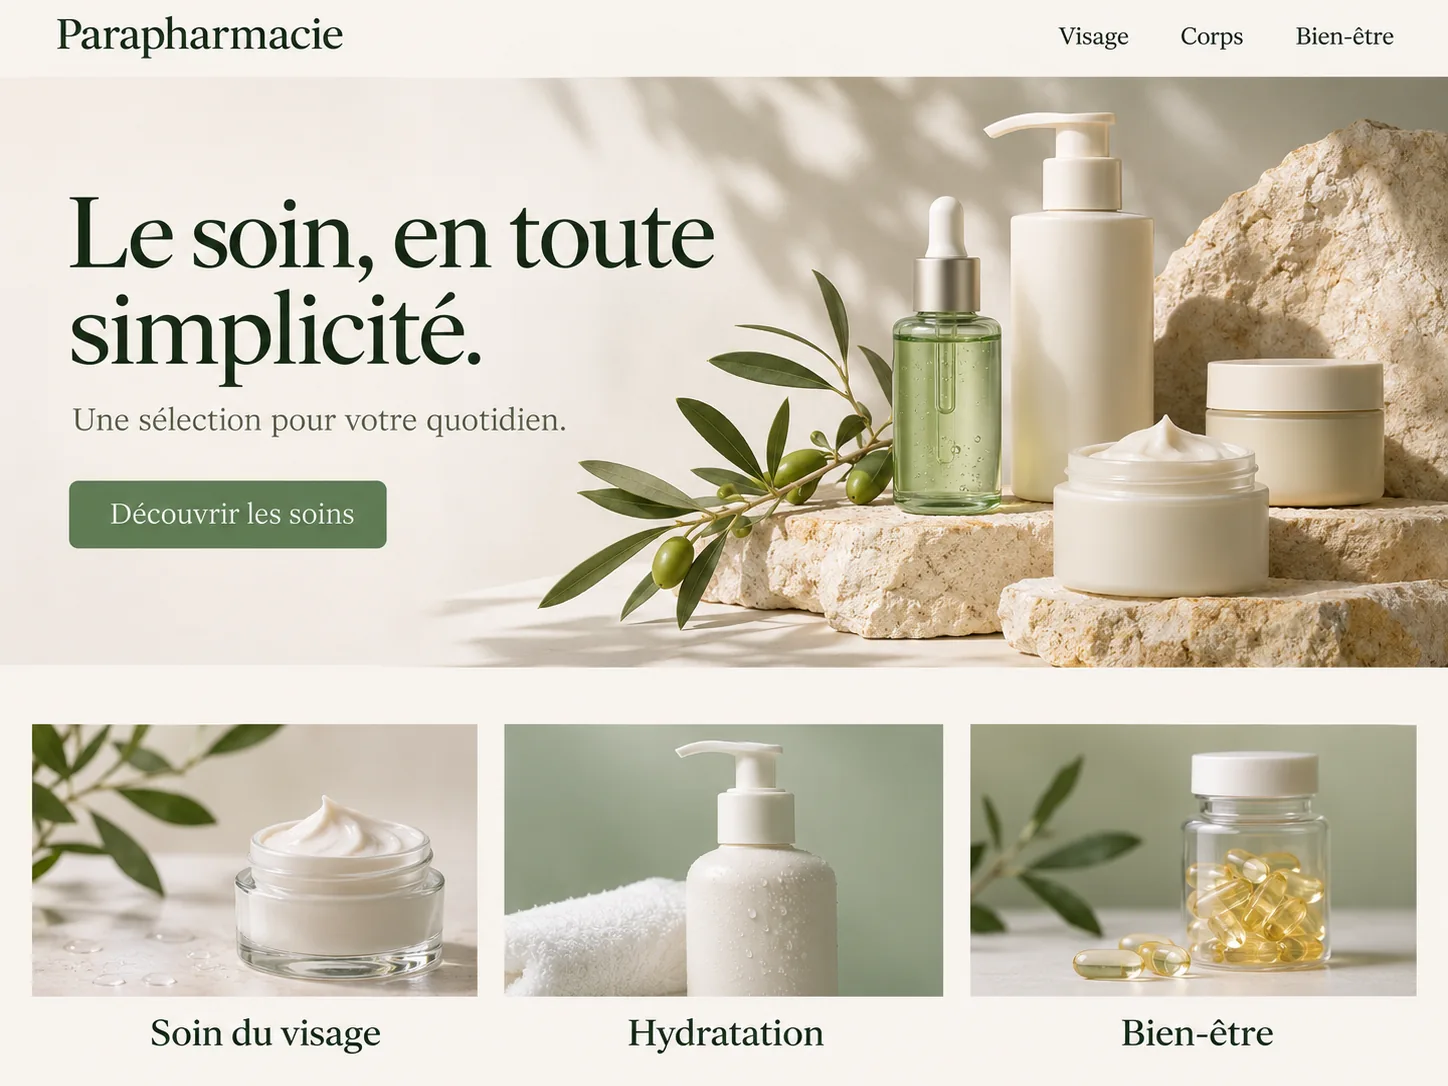 Parapharmacie
Visage
Corps
Bien-être
Le soin, en toute
simplicité.
Une sélection pour votre quotidien.
Découvrir les soins
Soin du visage
Hydratation
Bien-être